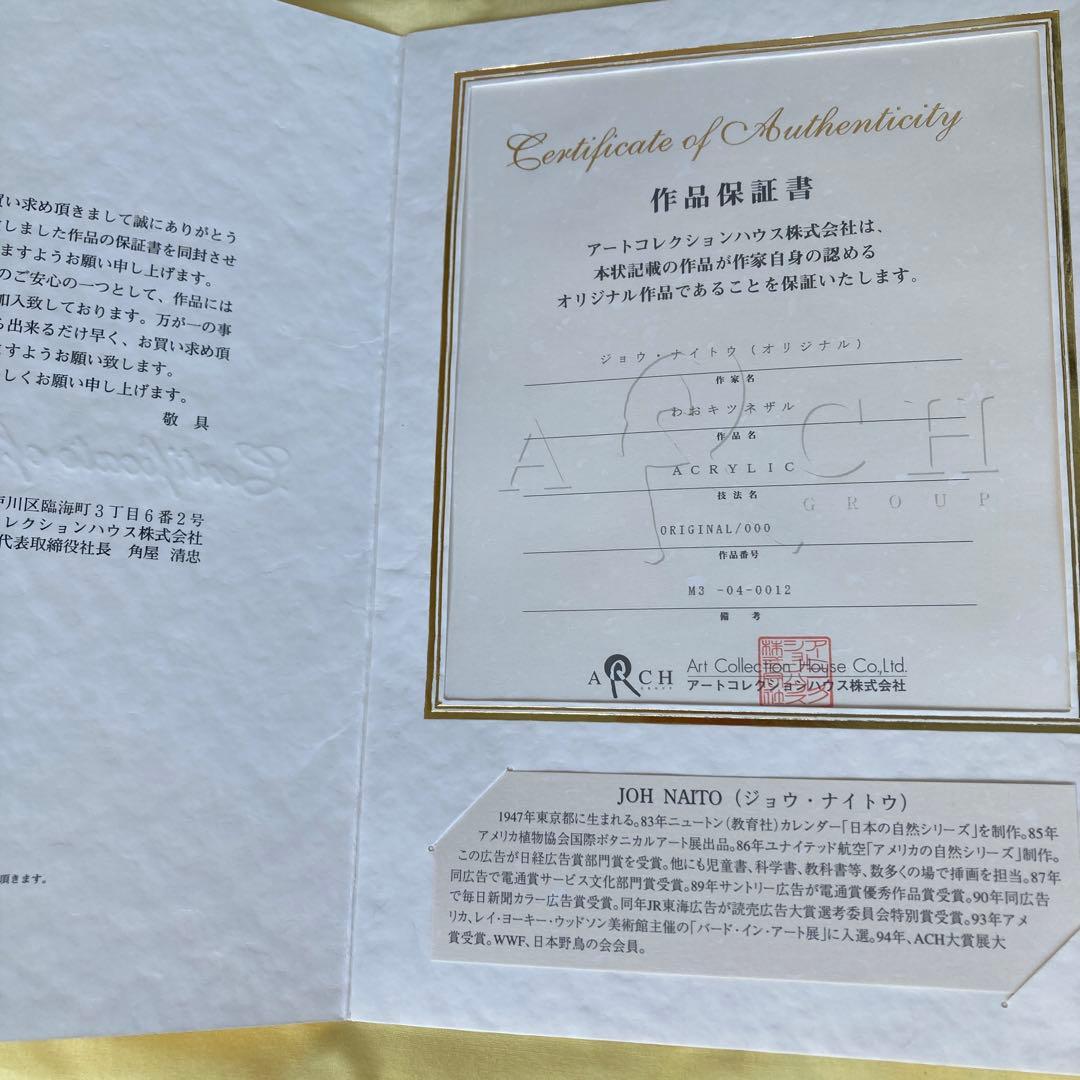 買い求め頂きまして誠にありがとう
しました作品の保証書を同封させ
ますようお願い申し上げます。
のご安心の一つとして、作品には
加入致しております。万が一の事
ら出来るだけ早く、お買い求め頂
ますようお願い致します。
しくお願い申し上げます。
敬具
戸川区臨海町3丁目6番2号
コレクションハウス株式会社
代表取締役社長 角屋 清忠
頂きます。
Certificate of Authenticity
作品保証書
アートコレクションハウス株式会社は、
本状記載の作品が作家自身の認める
オリジナル作品であることを保証いたします。
ジョウ・ナイトウ(オリジナル)
作家名
わおキツネザル
作品名
ACRYLIC
技法名
ORIGINAL/000
作品番号
M3 -04-0012
備考
ARCH
GROUP
ARCH
Art Collection House Co.,Ltd.
アートコレクションハウス株式会社
JOH NAITO(ジョウ・ナイトウ)
1947年東京都に生まれる。83年ニュートン(教育社)カレンダー「日本の自然シリーズ」を制作。85年
アメリカ植物協会国際ボタニカルアート展出品。86年ユナイテッド航空「アメリカの自然シリーズ」制作。
この広告が日経広告賞部門賞を受賞。他にも児童書、科学書、教科書等、数多くの場で挿画を担当。87年
同広告で電通賞サービス文化部門賞受賞。89年サントリー広告が電通賞優秀作品賞受賞。90年同広告
で毎日新聞カラー広告賞受賞。同年JR東海広告が読売広告大賞選考委員会特別賞受賞。93年アメ
リカ、レイ・ヨーキー・ウッドソン美術館主催の「バード・イン・アート展」に入選。94年、ACH大賞展大
賞受賞。WWF、日本野鳥の会会員。